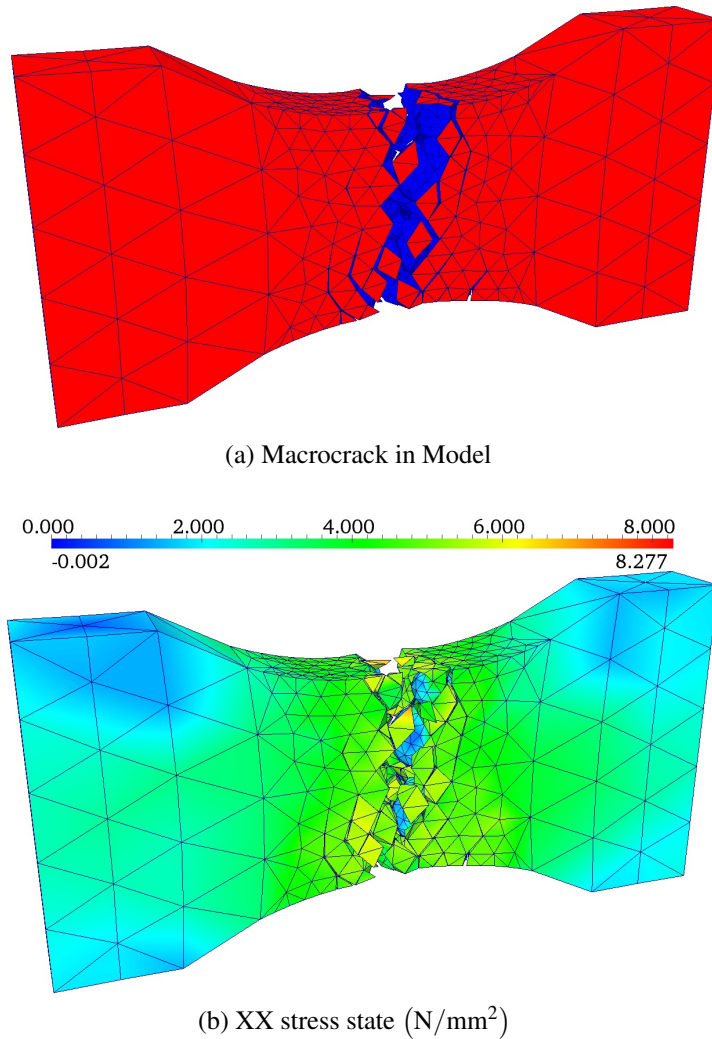 (a) Macrocrack in Model
0.000 2.000 4.000 6.000 8.000
-0.002 8.277
(b) XX stress state (N/mm²)